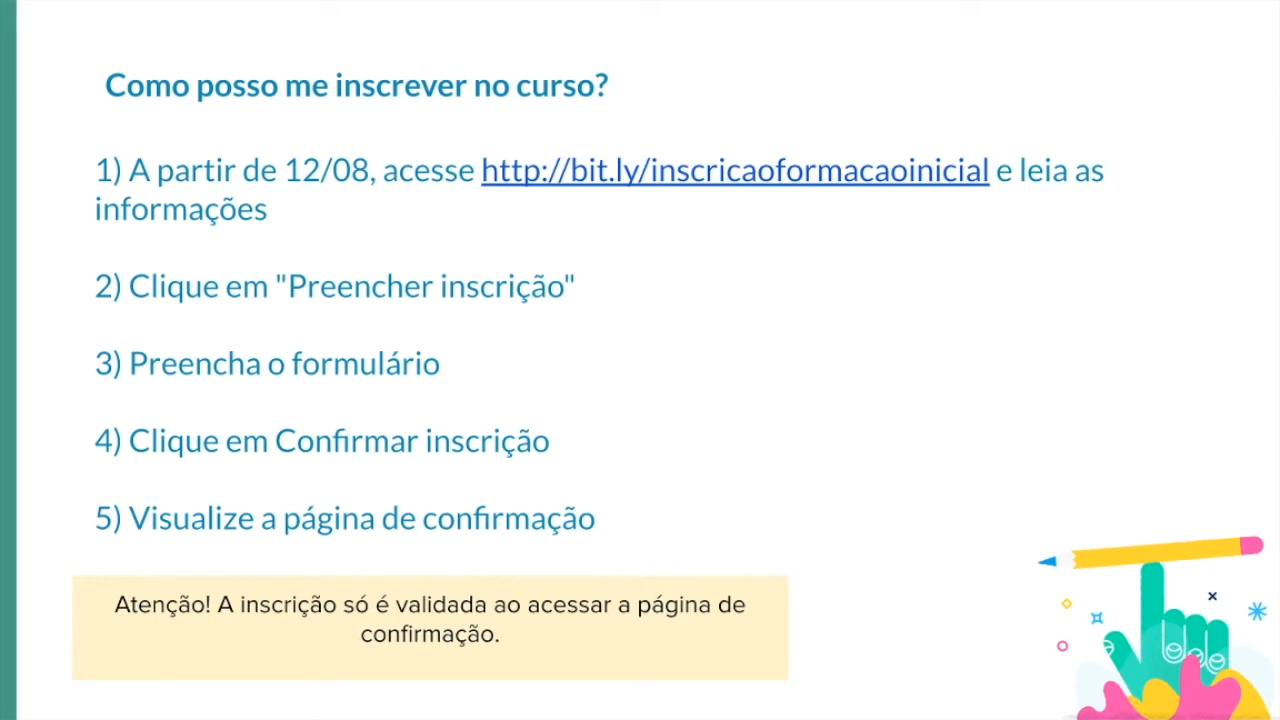 Como posso me inscrever no curso?
1) A partir de 12/08, acesse http://bit.ly/inscricaoformacaoinicial e leia as
informações
2) Clique em "Preencher inscrição"
3) Preencha o formulário
4) Clique em Confirmar inscrição
5) Visualize a página de confirmação
Atenção! A inscrição só é validada ao acessar a página de
confirmação.